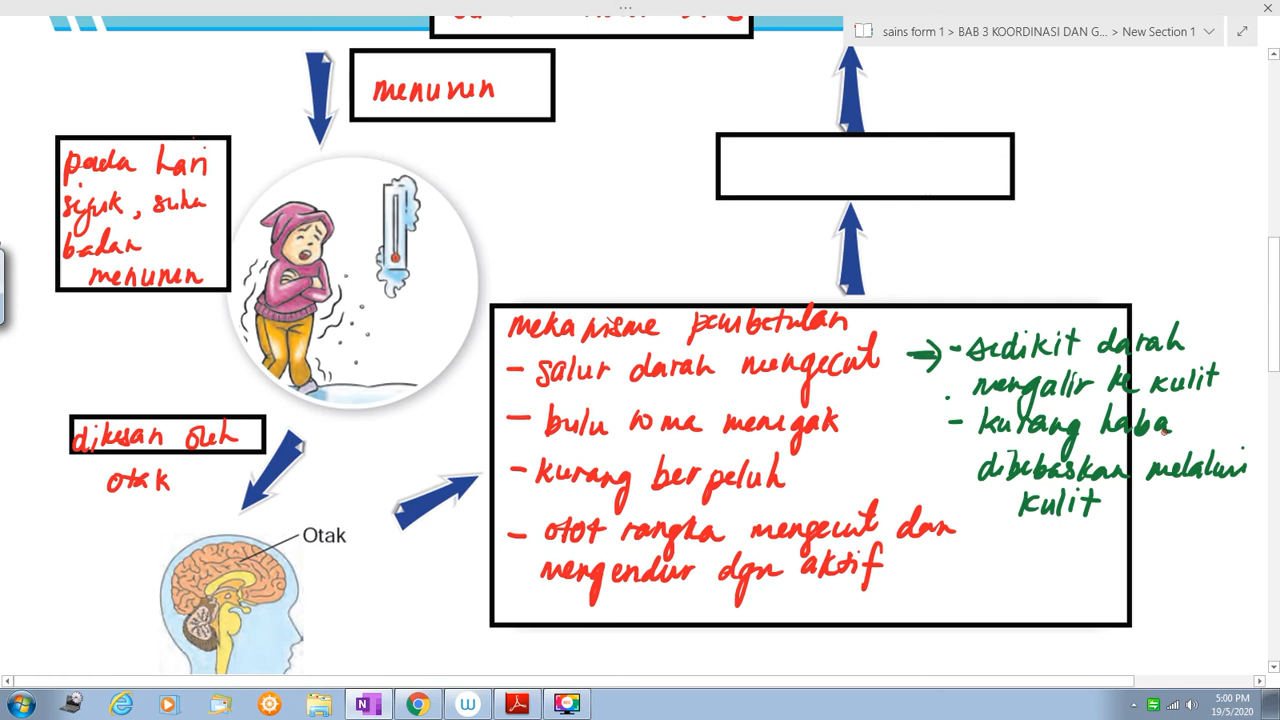 sains form 1 > BAB 3 KOORDINASI DAN G... > New Section 1
menurun
pada hari
sijuk, suhu
badan
menurun
dikesan oleh
otak
Otak
mekanisme pembetulan
- salur darah mengecut
- bulu roma menegak
- kurang berpeluh
- otot rangka mengecut dan
mengendur dgn aktif
→ - sedikit darah
mengalir ke kulit
- kurang haba
dibebaskan melalui
kulit
5:00 PM
19/5/2020